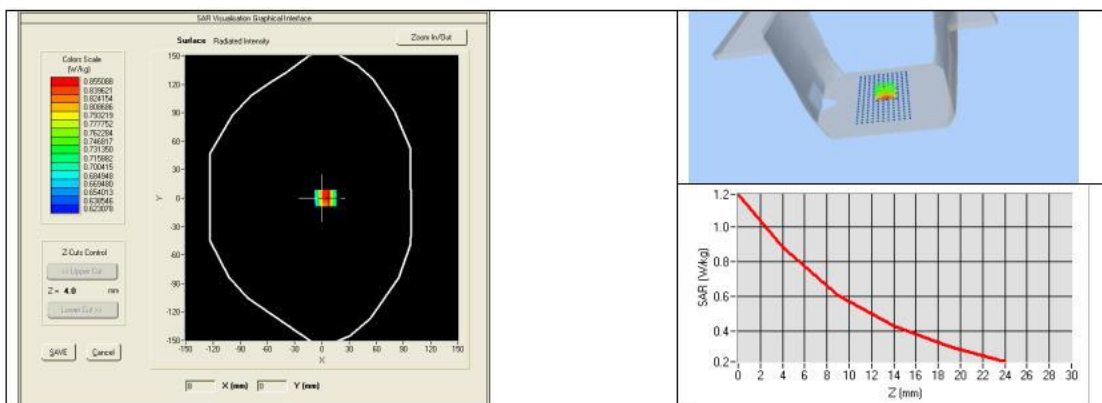 SAR Visualisation Graphical Interface
Surface Radiated Intensity
Zoom In/Out
Colors Scale
(W/kg)
0.855088
0.839621
0.824154
0.808686
0.793219
0.777752
0.762284
0.746817
0.731350
0.715882
0.700415
0.684948
0.669480
0.654013
0.638546
0.623078
150
120
90
60
30
0
-30
-60
-90
-120
-150
Y
-150 -120 -90 -60 -30 0 30 60 90 120 150
X
Z-Cuts Control
<< Upper Cut
Z = 4.0 mm
Lower Cut >>
SAVE Cancel
8 X (mm) 0 Y (mm)
1.2
1.0
0.8
0.6
0.4
0.2
SAR (W/kg)
0 2 4 6 8 10 12 14 16 18 20 22 24 26 28 30
Z (mm)